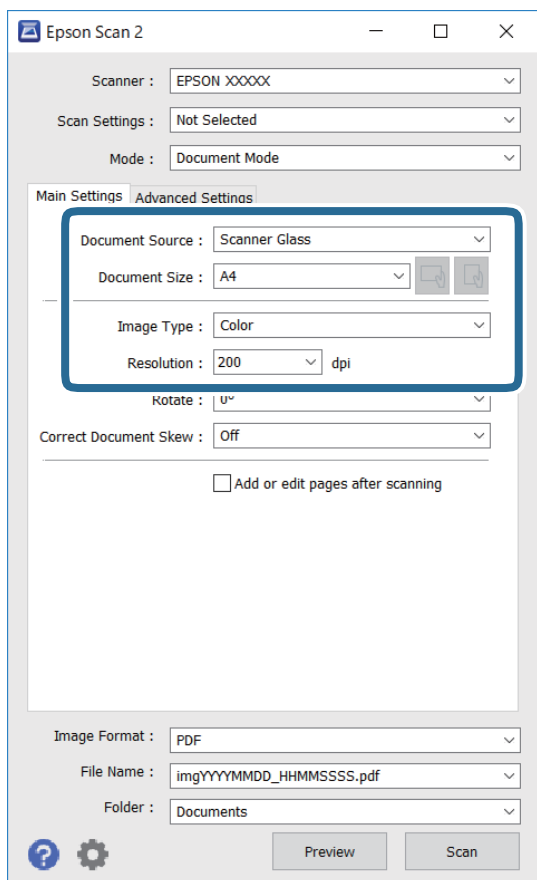 Epson Scan 2
Scanner : EPSON XXXXX
Scan Settings : Not Selected
Mode : Document Mode
Main Settings Advanced Settings
Document Source : Scanner Glass
Document Size : A4
Image Type : Color
Resolution : 200 dpi
Rotate : 0°
Correct Document Skew : Off
Add or edit pages after scanning
Image Format : PDF
File Name : imgYYYYMMDD_HHMMSSSS.pdf
Folder : Documents
? Preview Scan